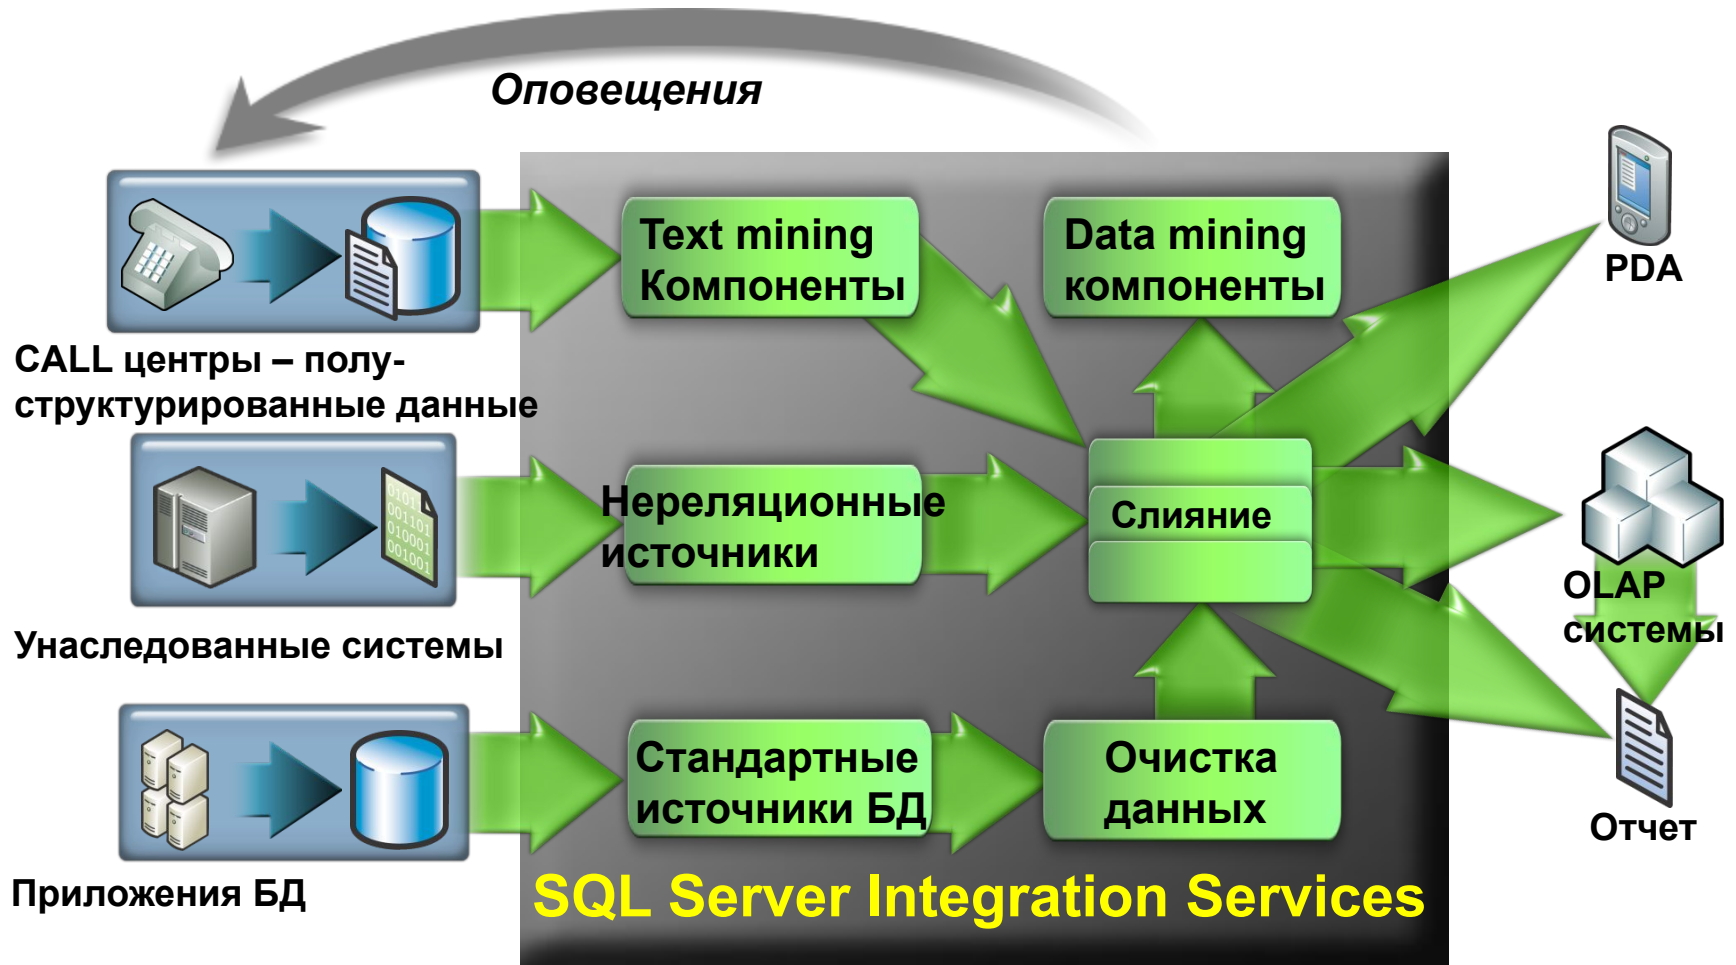 Оповещения
Text mining
Компоненты
Data mining
компоненты
PDA
CALL центры – полу-
структурированные данные
Нереляционные
источники
Слияние
OLAP
системы
Унаследованные системы
Стандартные
источники БД
Очистка
данных
Отчет
Приложения БД
SQL Server Integration Services